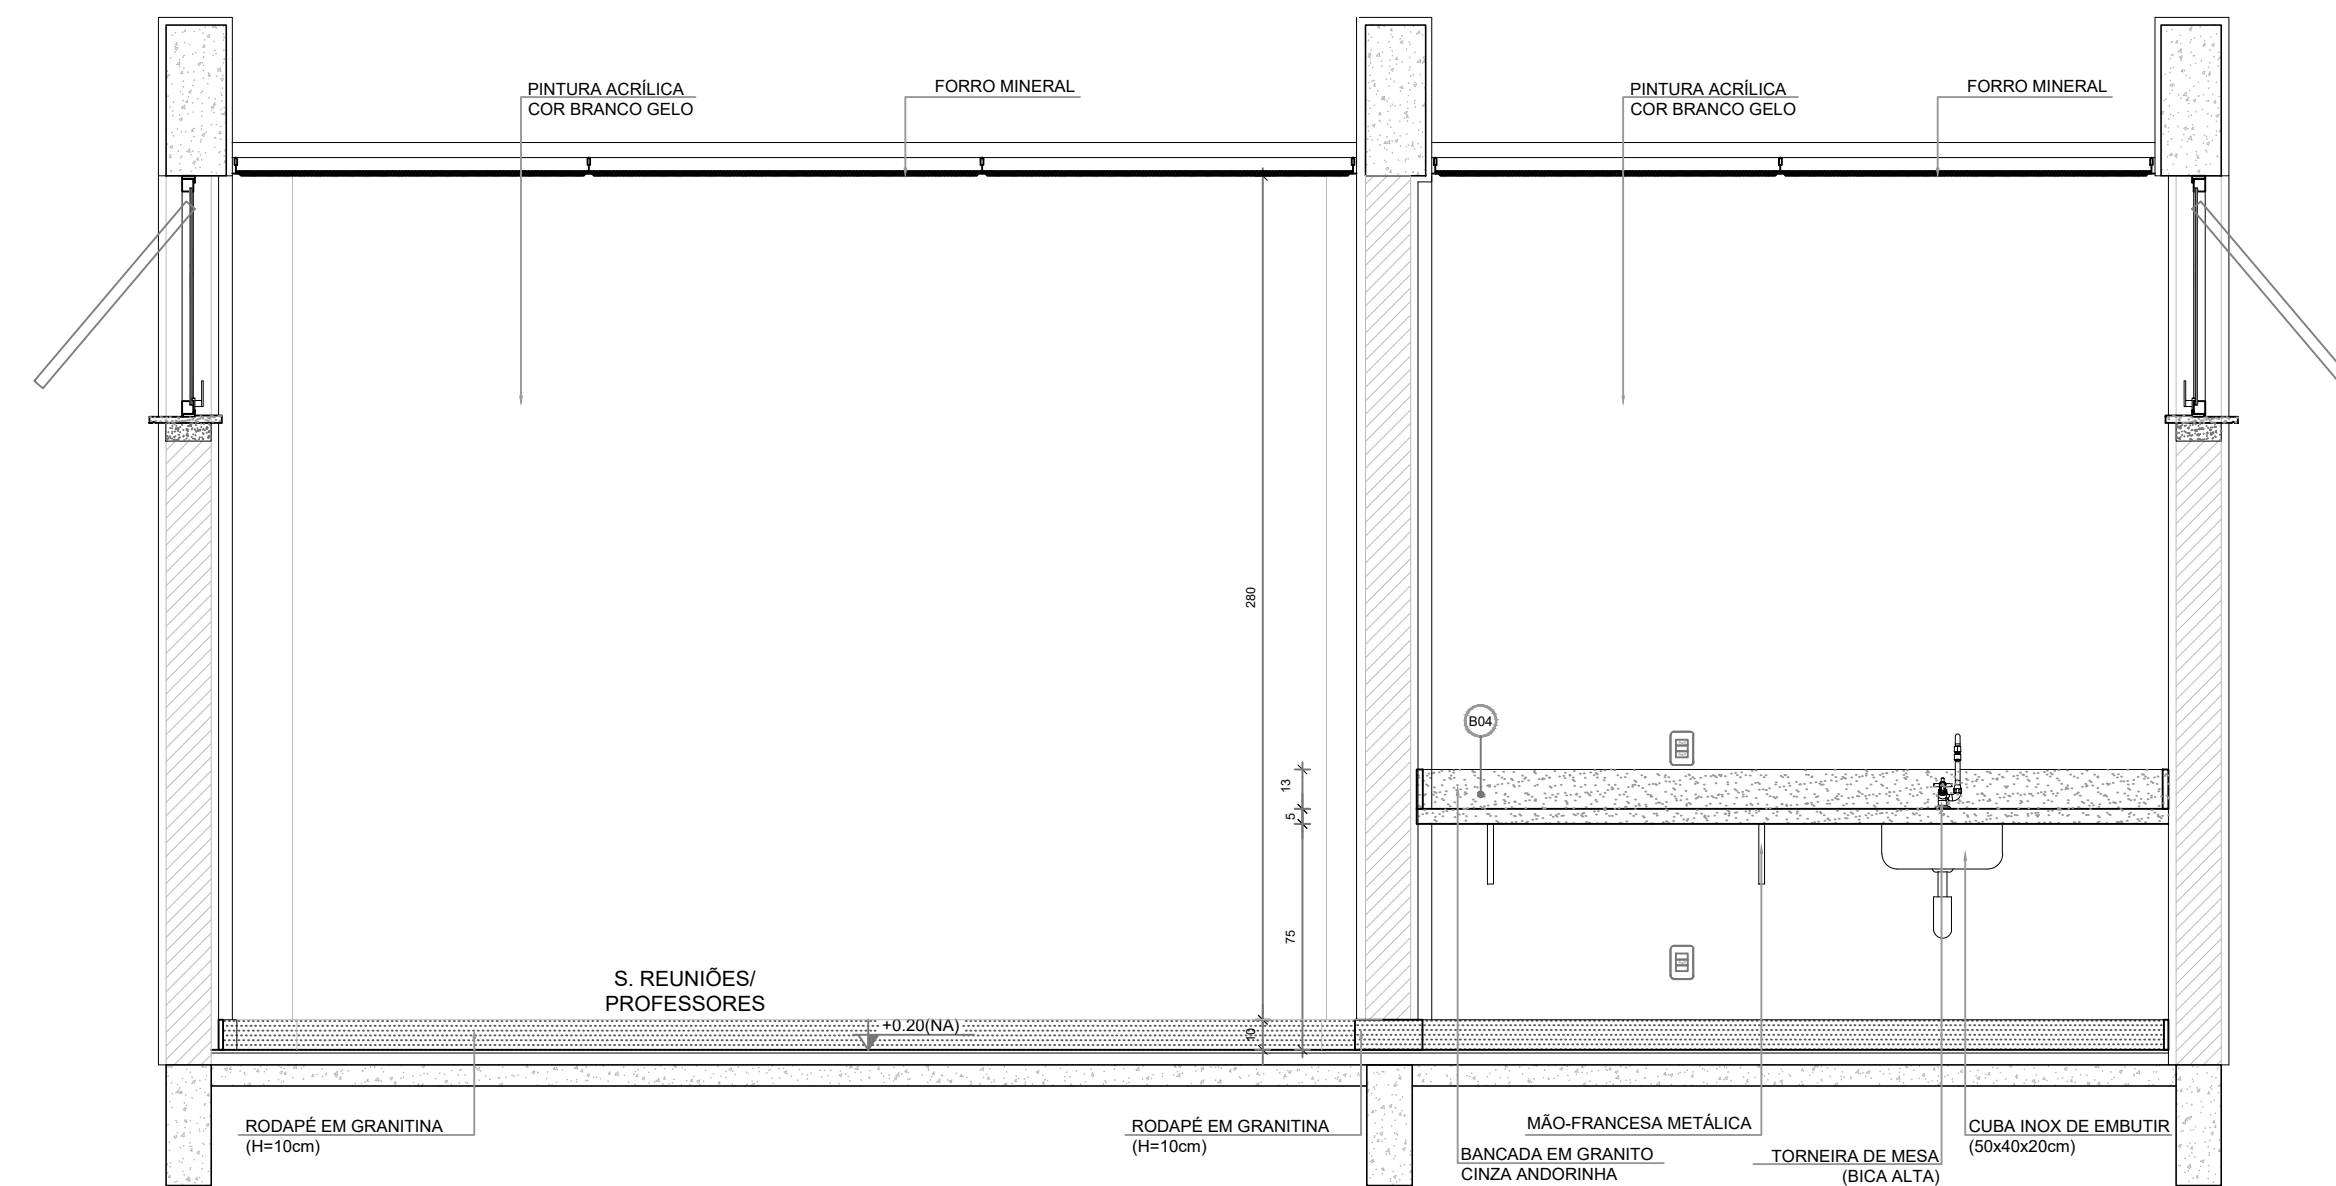 PINTURA ACRÍLICA
COR BRANCO GELO
FORRO MINERAL
PINTURA ACRÍLICA
COR BRANCO GELO
FORRO MINERAL
280
B04
13
5
75
S. REUNIÕES/
PROFESSORES
+0.20(NA)
10
RODAPÉ EM GRANITINA
(H=10cm)
RODAPÉ EM GRANITINA
(H=10cm)
MÃO-FRANCESA METÁLICA
BANCADA EM GRANITO
CINZA ANDORINHA
TORNEIRA DE MESA
(BICA ALTA)
CUBA INOX DE EMBUTIR
(50x40x20cm)